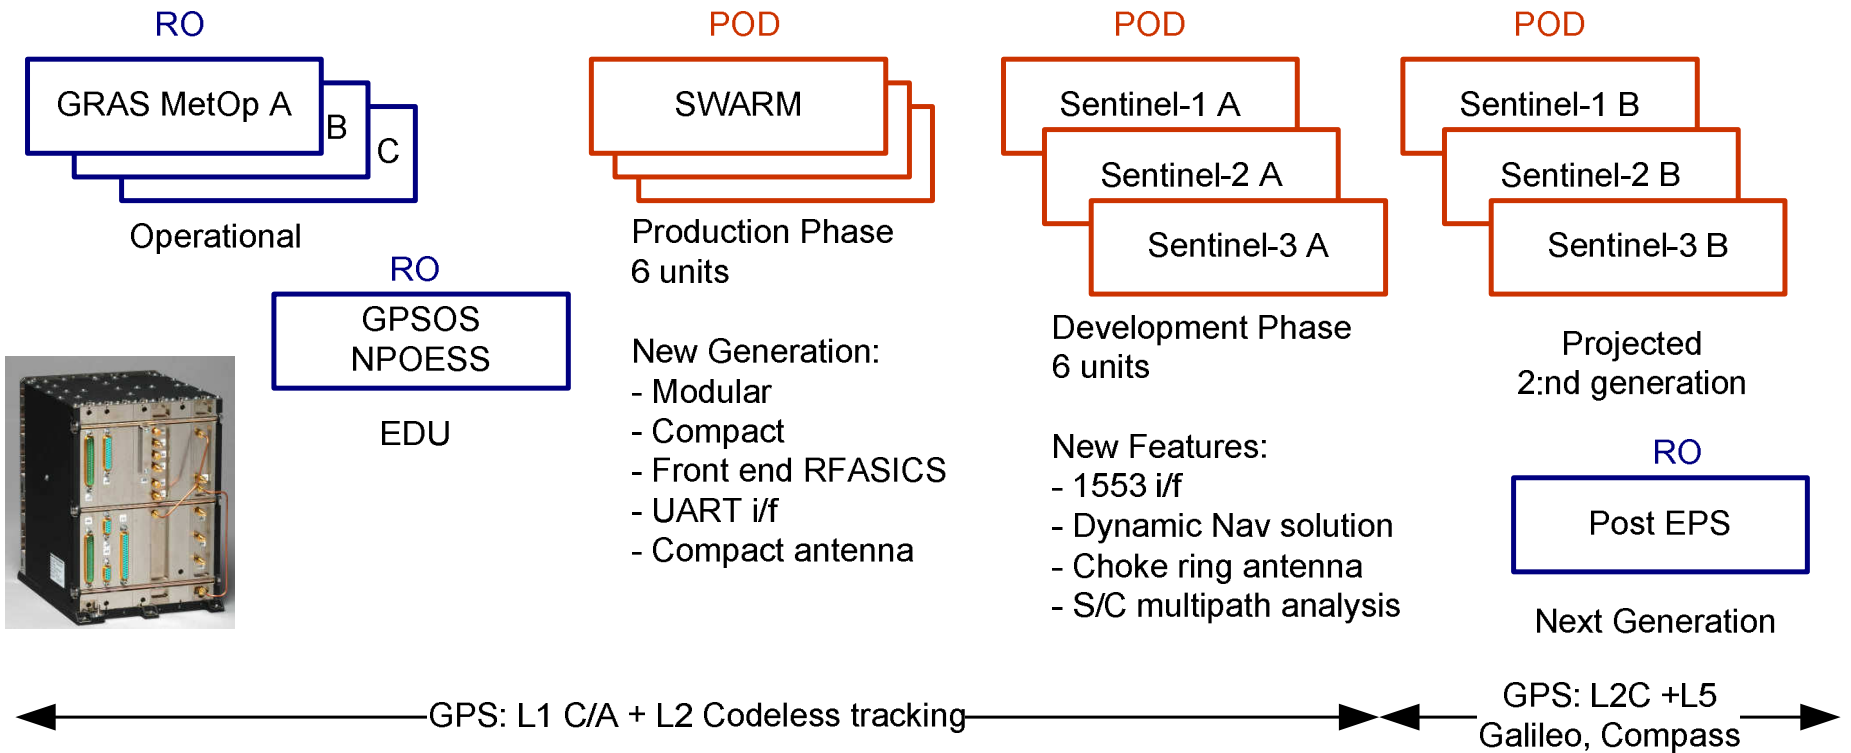 RO
GRAS MetOp A
B
C
Operational
RO
GPSOS
NPOESS
EDU
POD
SWARM
Production Phase
6 units
New Generation:
- Modular
- Compact
- Front end RFASICS
- UART i/f
- Compact antenna
POD
Sentinel-1 A
Sentinel-2 A
Sentinel-3 A
Development Phase
6 units
New Features:
- 1553 i/f
- Dynamic Nav solution
- Choke ring antenna
- S/C multipath analysis
POD
Sentinel-1 B
Sentinel-2 B
Sentinel-3 B
Projected
2:nd generation
RO
Post EPS
Next Generation
GPS: L1 C/A + L2 Codeless tracking
GPS: L2C +L5
Galileo, Compass